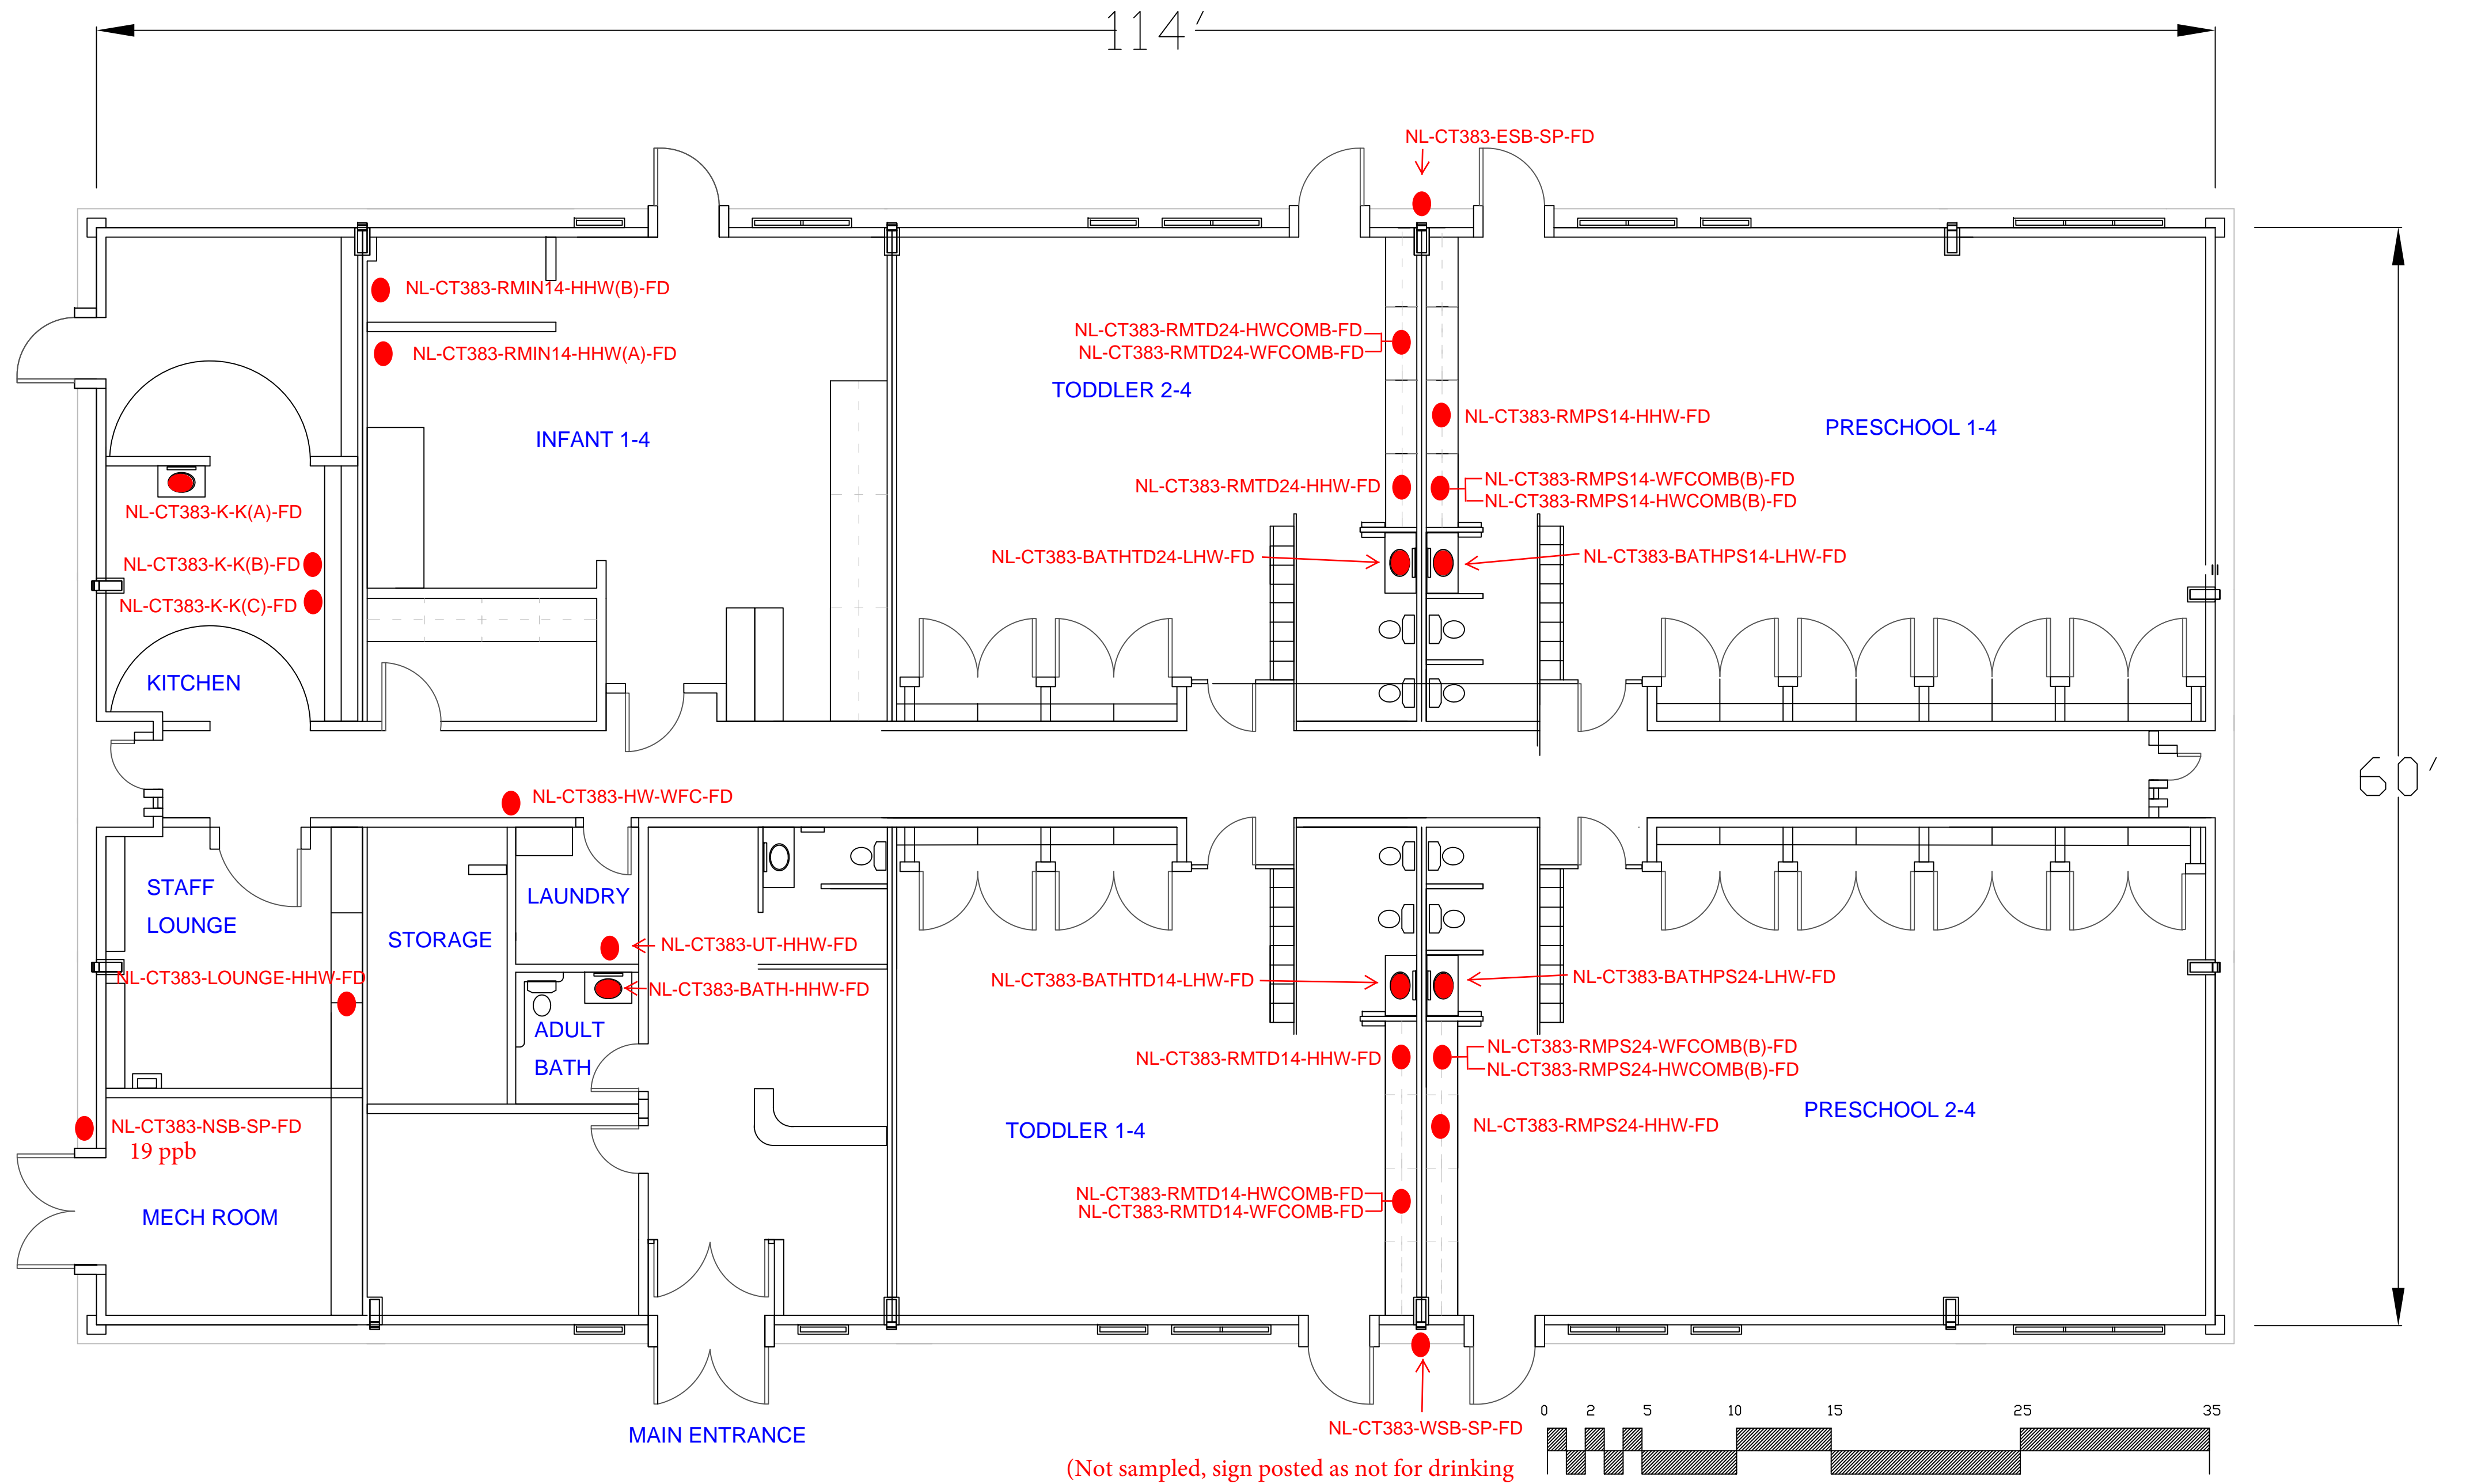 114'
NL-CT383-ESB-SP-FD
NL-CT383-RMIN14-HHW(B)-FD
NL-CT383-RMIN14-HHW(A)-FD
INFANT 1-4
NL-CT383-RMTD24-HWCOMB-FD
NL-CT383-RMTD24-WFCOMB-FD
TODDLER 2-4
NL-CT383-RMTD24-HHW-FD
NL-CT383-BATHTD24-LHW-FD
NL-CT383-RMPS14-HHW-FD
PRESCHOOL 1-4
NL-CT383-RMPS14-WFCOMB(B)-FD
NL-CT383-RMPS14-HWCOMB(B)-FD
NL-CT383-BATHPS14-LHW-FD
NL-CT383-K-K(A)-FD
NL-CT383-K-K(B)-FD
NL-CT383-K-K(C)-FD
KITCHEN
60'
NL-CT383-HW-WFC-FD
STAFF
LOUNGE
NL-CT383-LOUNGE-HHW-FD
STORAGE
LAUNDRY
NL-CT383-UT-HHW-FD
NL-CT383-BATH-HHW-FD
ADULT
BATH
NL-CT383-BATHTD14-LHW-FD
NL-CT383-BATHPS24-LHW-FD
NL-CT383-RMTD14-HHW-FD
NL-CT383-RMPS24-WFCOMB(B)-FD
NL-CT383-RMPS24-HWCOMB(B)-FD
NL-CT383-RMPS24-HHW-FD
PRESCHOOL 2-4
TODDLER 1-4
NL-CT383-RMTD14-HWCOMB-FD
NL-CT383-RMTD14-WFCOMB-FD
NL-CT383-NSB-SP-FD
19 ppb
MECH ROOM
MAIN ENTRANCE
NL-CT383-WSB-SP-FD
(Not sampled, sign posted as not for drinking
0 2 5 10 15 25 35